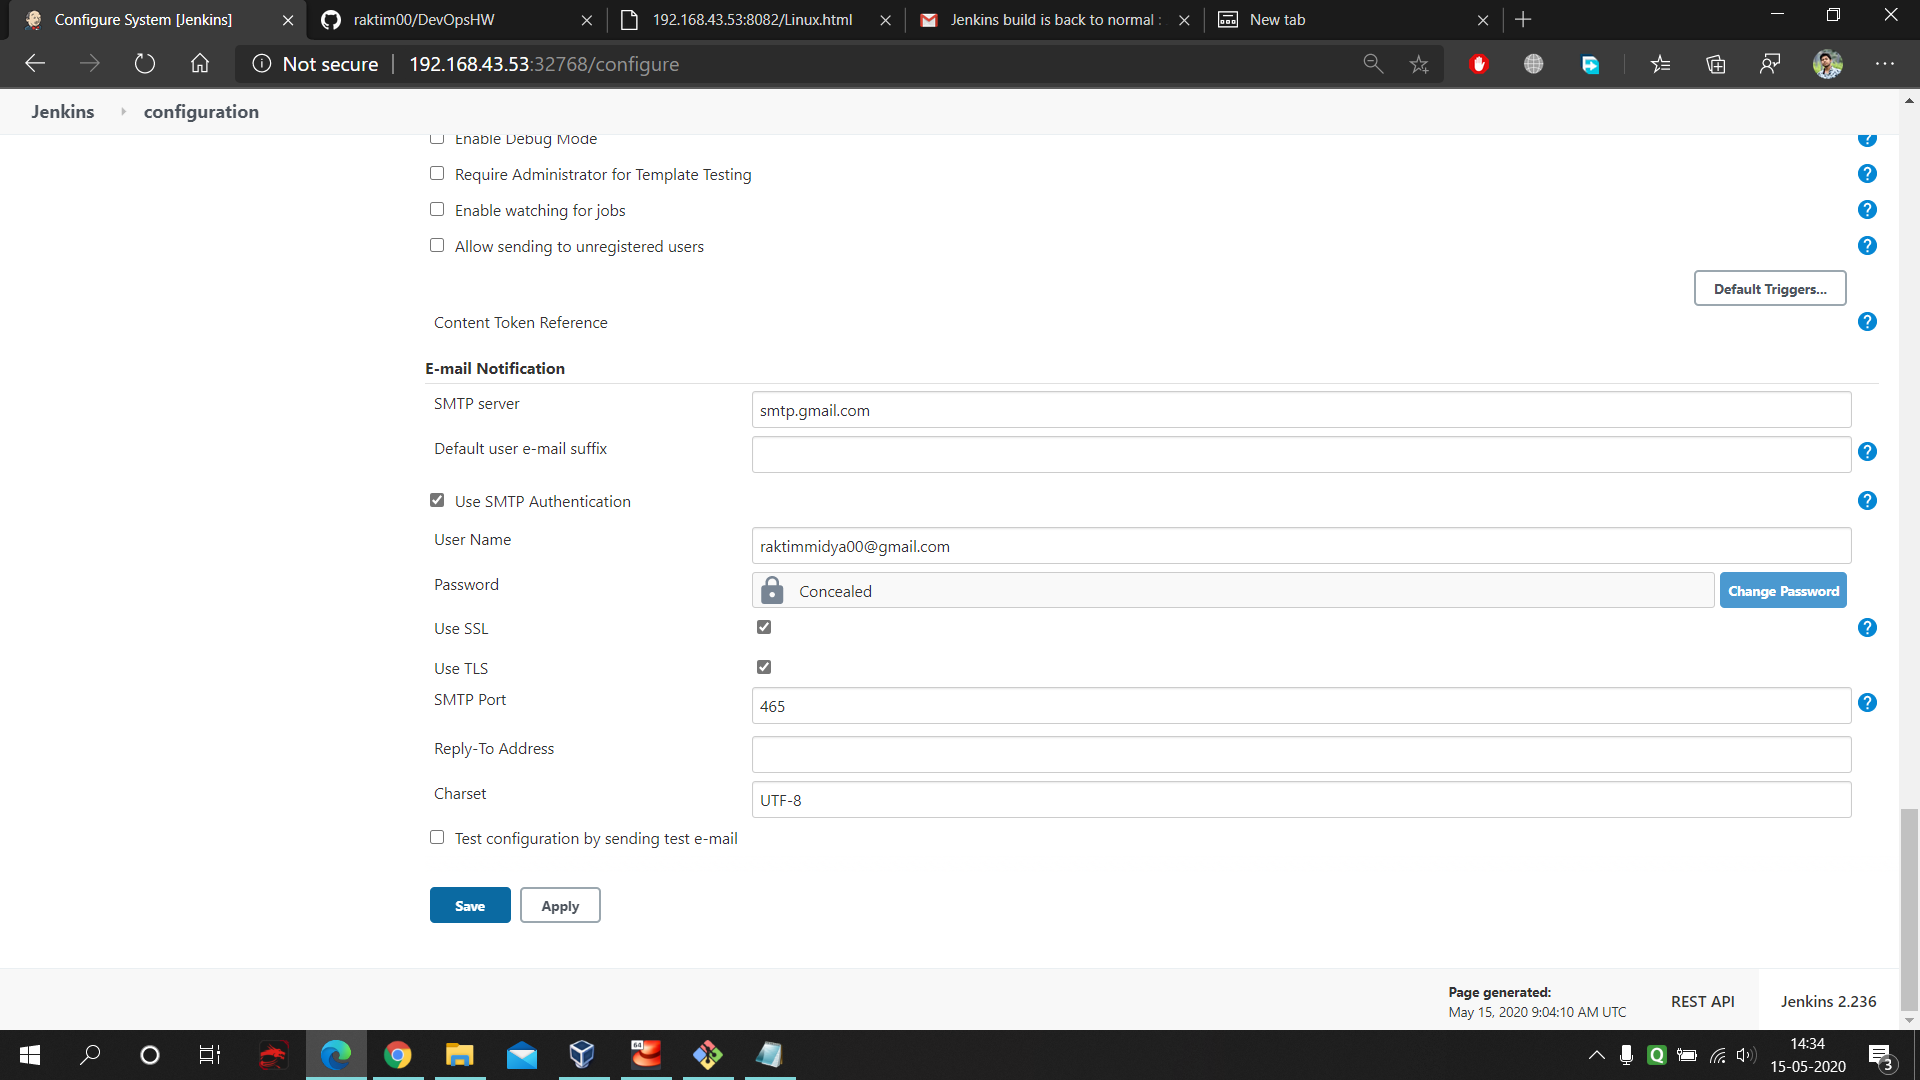 Configure System [Jenkins]
raktim00/DevOpsHW
192.168.43.53:8082/Linux.html
Jenkins build is back to normal :
New tab
Not secure
192.168.43.53:32768/configure
Jenkins
configuration
Enable Debug Mode
Require Administrator for Template Testing
Enable watching for jobs
Allow sending to unregistered users
Default Triggers...
Content Token Reference
E-mail Notification
SMTP server
smtp.gmail.com
Default user e-mail suffix
Use SMTP Authentication
User Name
raktimmidya00@gmail.com
Password
Concealed
Change Password
Use SSL
Use TLS
SMTP Port
465
Reply-To Address
Charset
UTF-8
Test configuration by sending test e-mail
Save
Apply
Page generated:
May 15, 2020 9:04:10 AM UTC
REST API
Jenkins 2.236
64
Q
14:34
15-05-2020
3